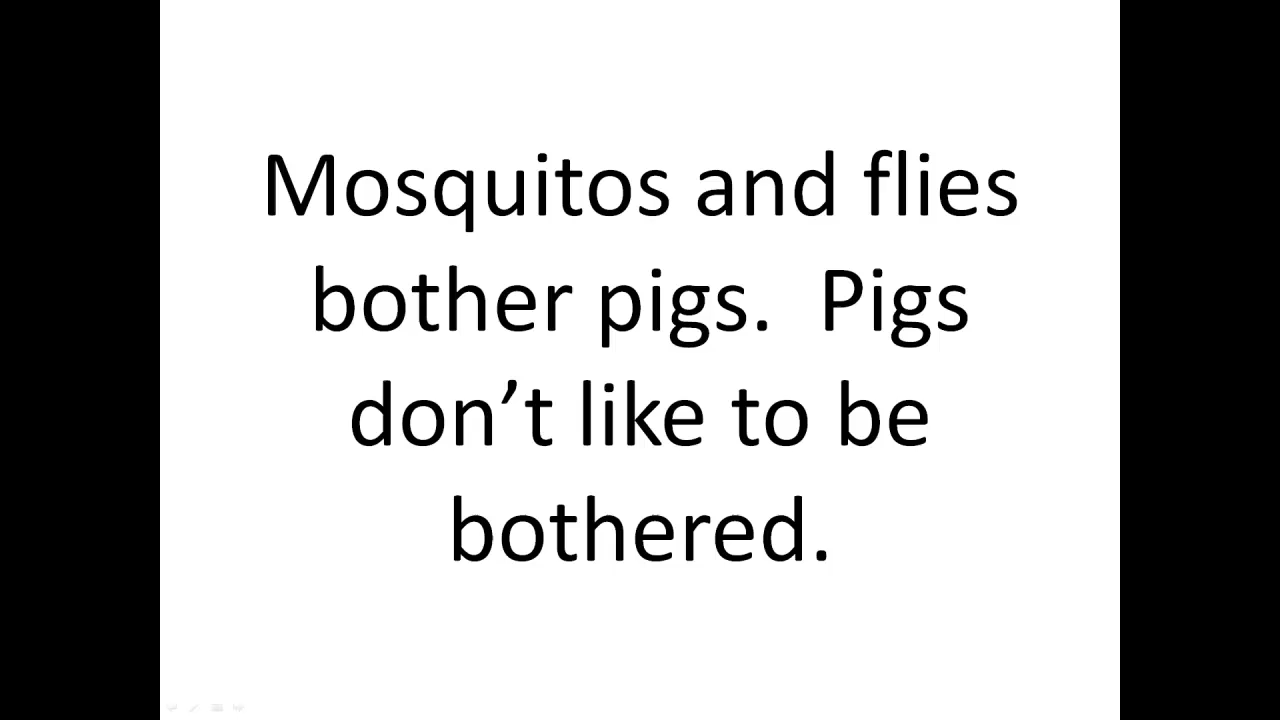 Mosquitos and flies
bother pigs.  Pigs
don’t like to be
bothered.